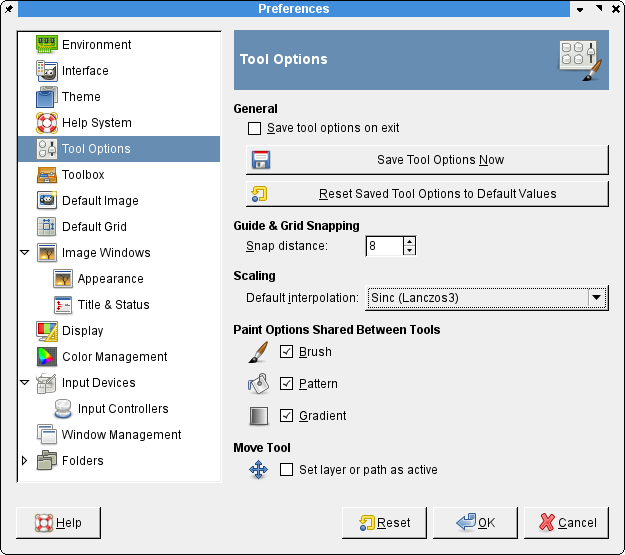 Preferences
Environment
Interface
Theme
Help System
Tool Options
Toolbox
Default Image
Default Grid
Image Windows
Appearance
Title & Status
Display
Color Management
Input Devices
Input Controllers
Window Management
Folders
Tool Options
General
Save tool options on exit
Save Tool Options Now
Reset Saved Tool Options to Default Values
Guide & Grid Snapping
Snap distance: 8
Scaling
Default interpolation: Sinc (Lanczos3)
Paint Options Shared Between Tools
Brush
Pattern
Gradient
Move Tool
Set layer or path as active
Help Reset OK Cancel